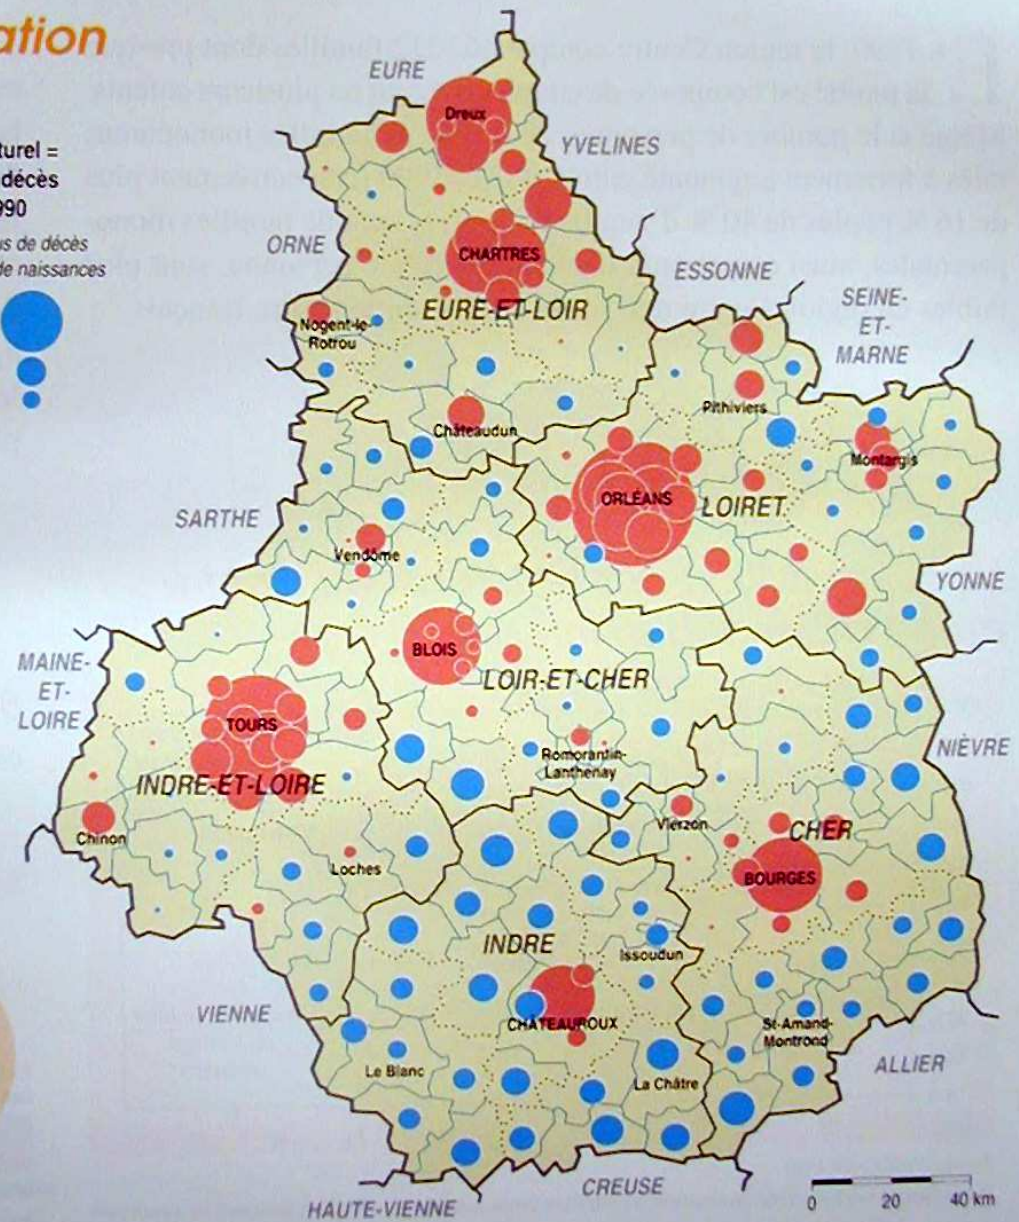 ation
turel =
décès
990
us de décès
de naissances
EURE
Dreux
YVELINES
ORNE
CHARTRES
ESSONNE
EURE-ET-LOIR
SEINE-
ET-
MARNE
Nogent-le-
Rotrou
Châteaudun
Pithiviers
Montargis
ORLÉANS
LOIRET
SARTHE
Vendôme
YONNE
BLOIS
MAINE-
ET-
LOIRE
LOIR-ET-CHER
TOURS
NIÈVRE
Romorantin-
Lanthenay
INDRE-ET-LOIRE
Chinon
Vierzon
CHER
Loches
BOURGES
INDRE
Issoudun
VIENNE
CHÂTEAUROUX
St-Amand-
Montrond
Le Blanc
La Châtre
ALLIER
CREUSE
HAUTE-VIENNE
0 20 40 km